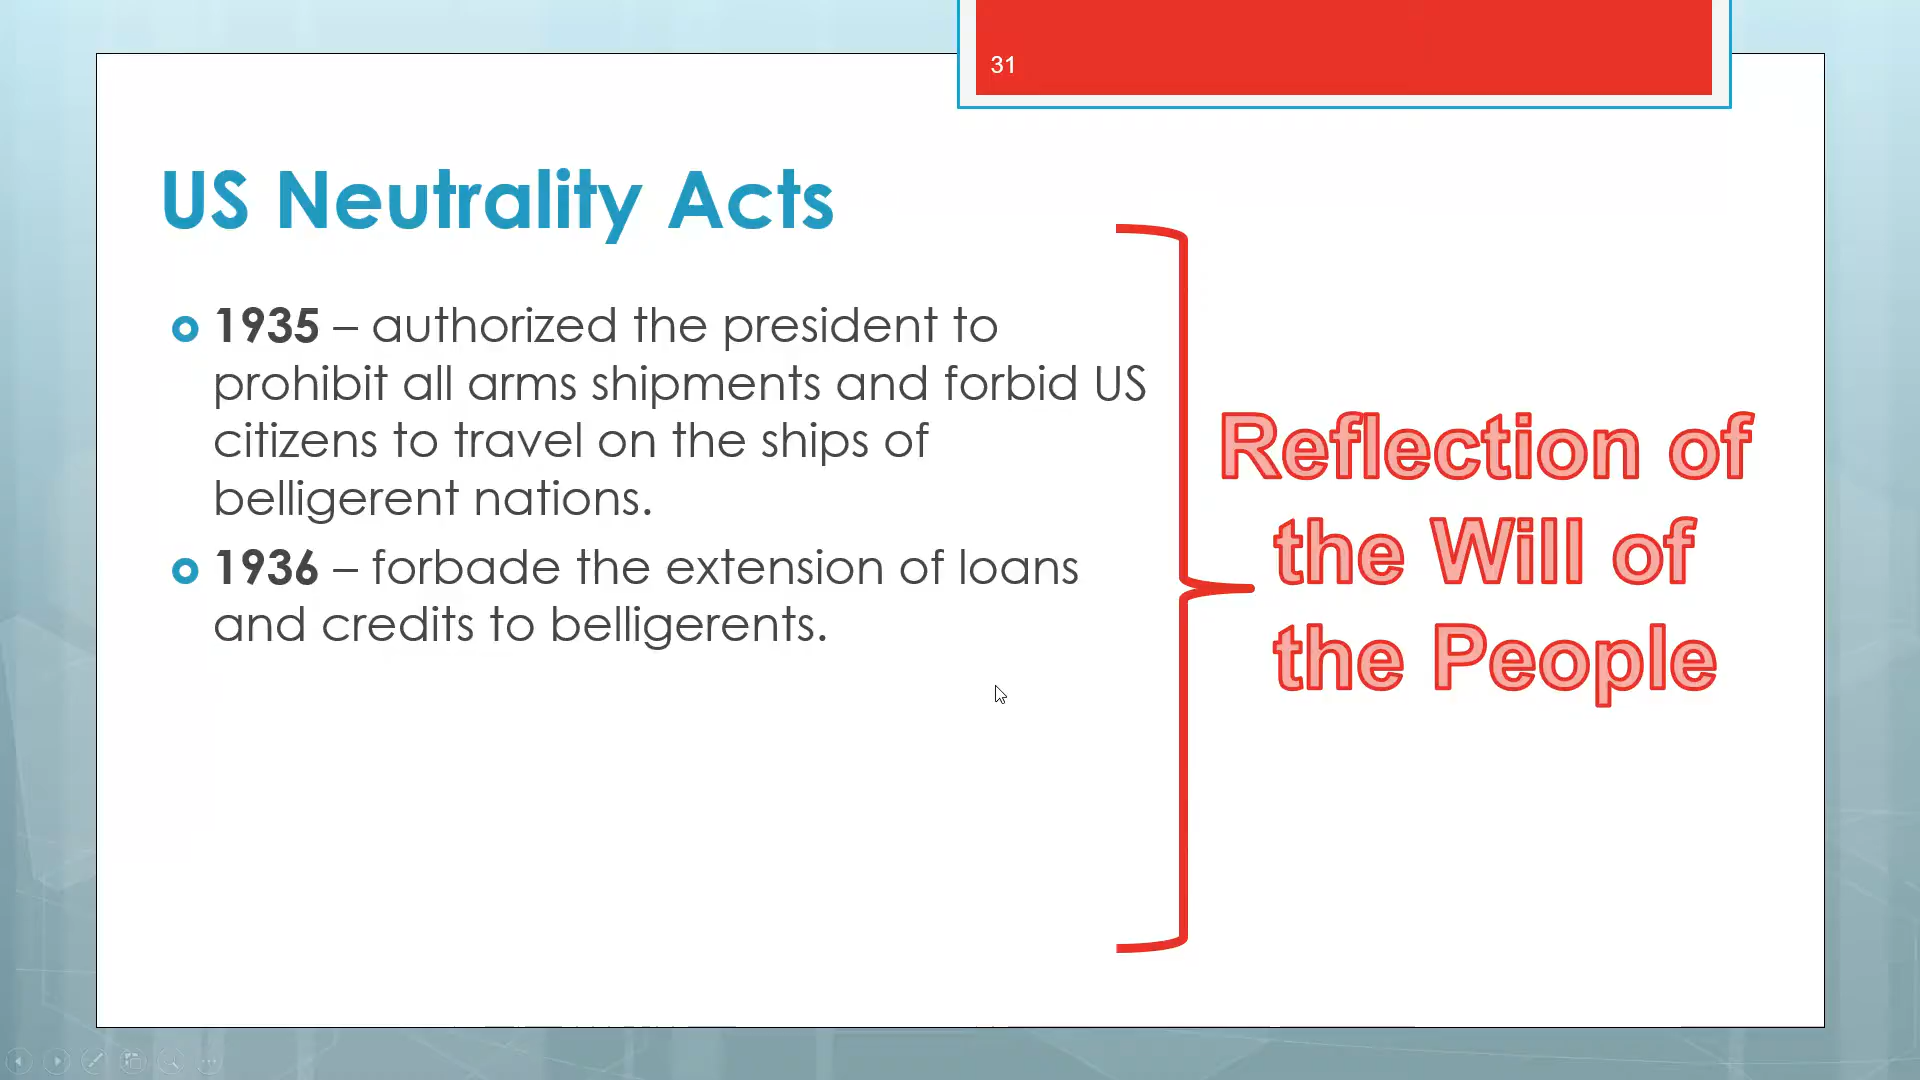 31
US Neutrality Acts
1935 – authorized the president to
prohibit all arms shipments and forbid US
citizens to travel on the ships of
belligerent nations.
1936 – forbade the extension of loans
and credits to belligerents.
Reflection of
the Will of
the People